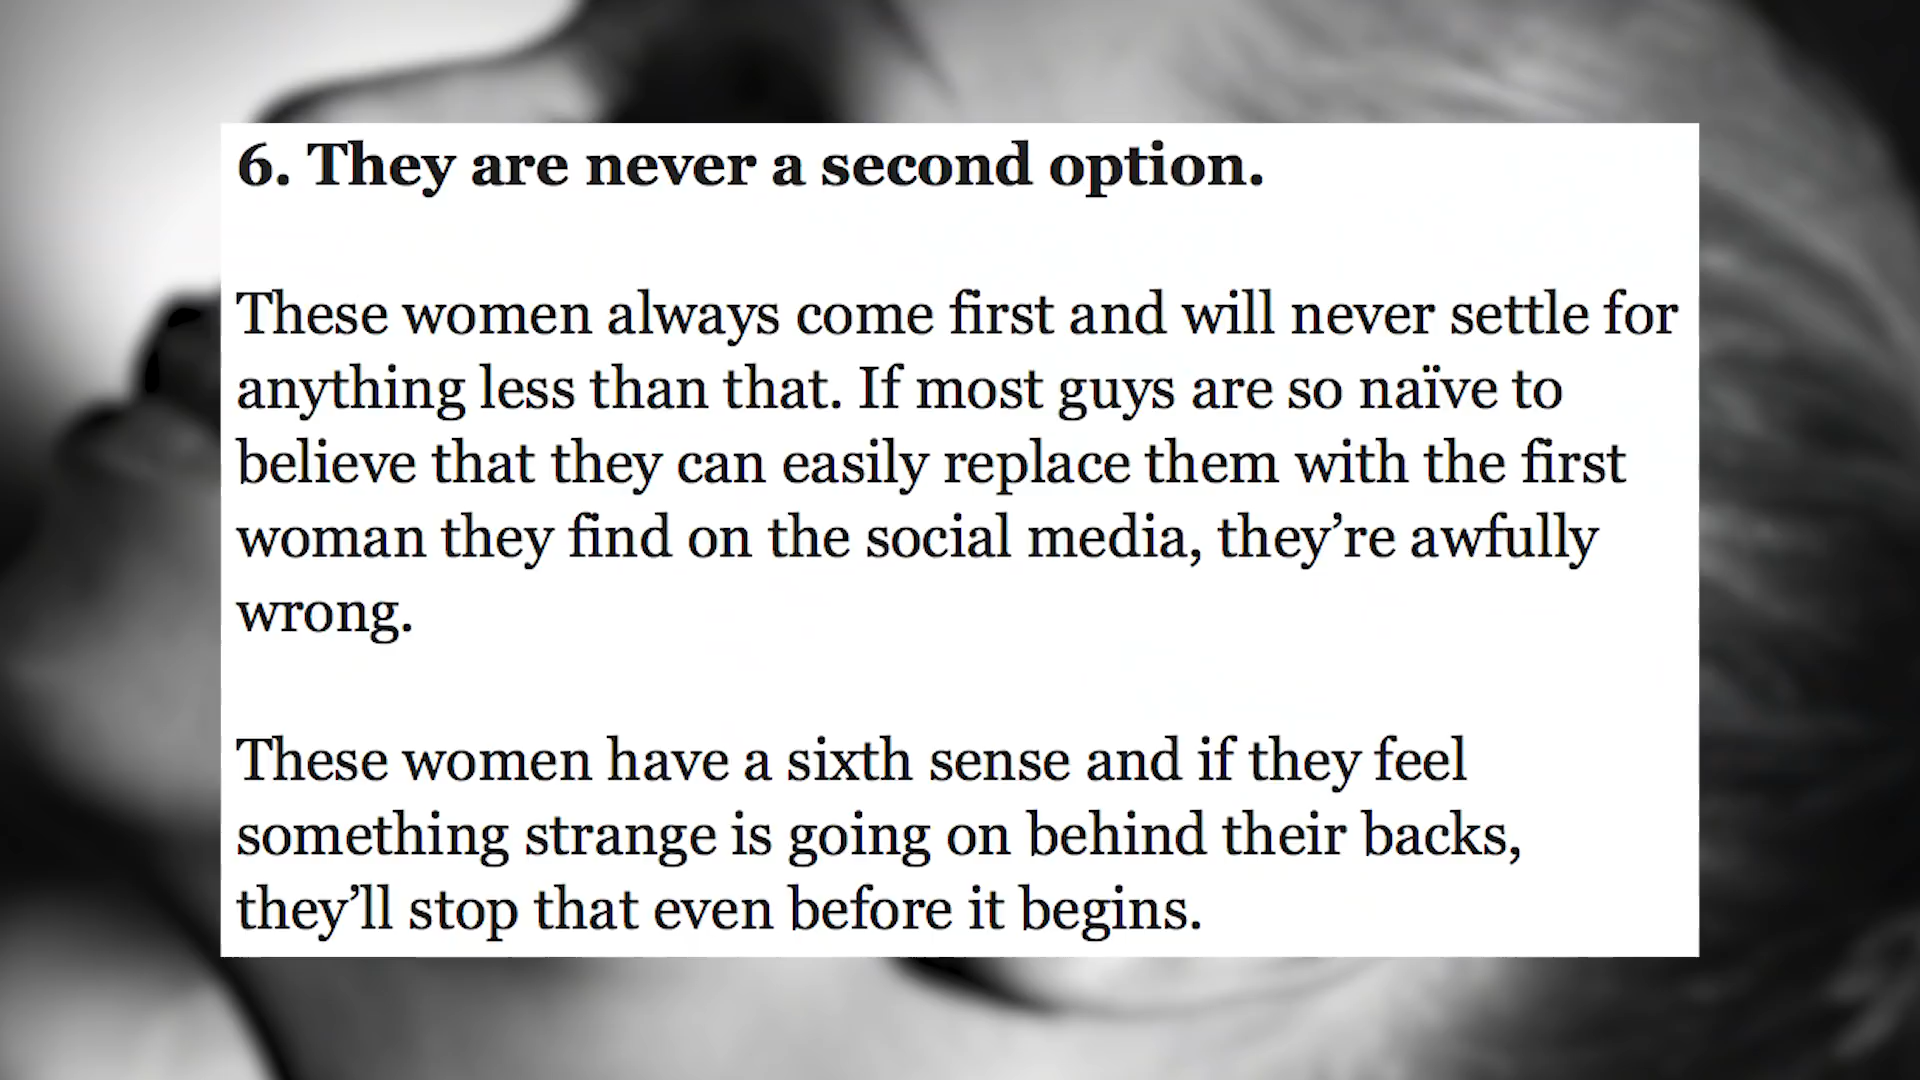 6. They are never a second option.
These women always come first and will never settle for
anything less than that. If most guys are so naïve to
believe that they can easily replace them with the first
woman they find on the social media, they’re awfully
wrong.
These women have a sixth sense and if they feel
something strange is going on behind their backs,
they’ll stop that even before it begins.